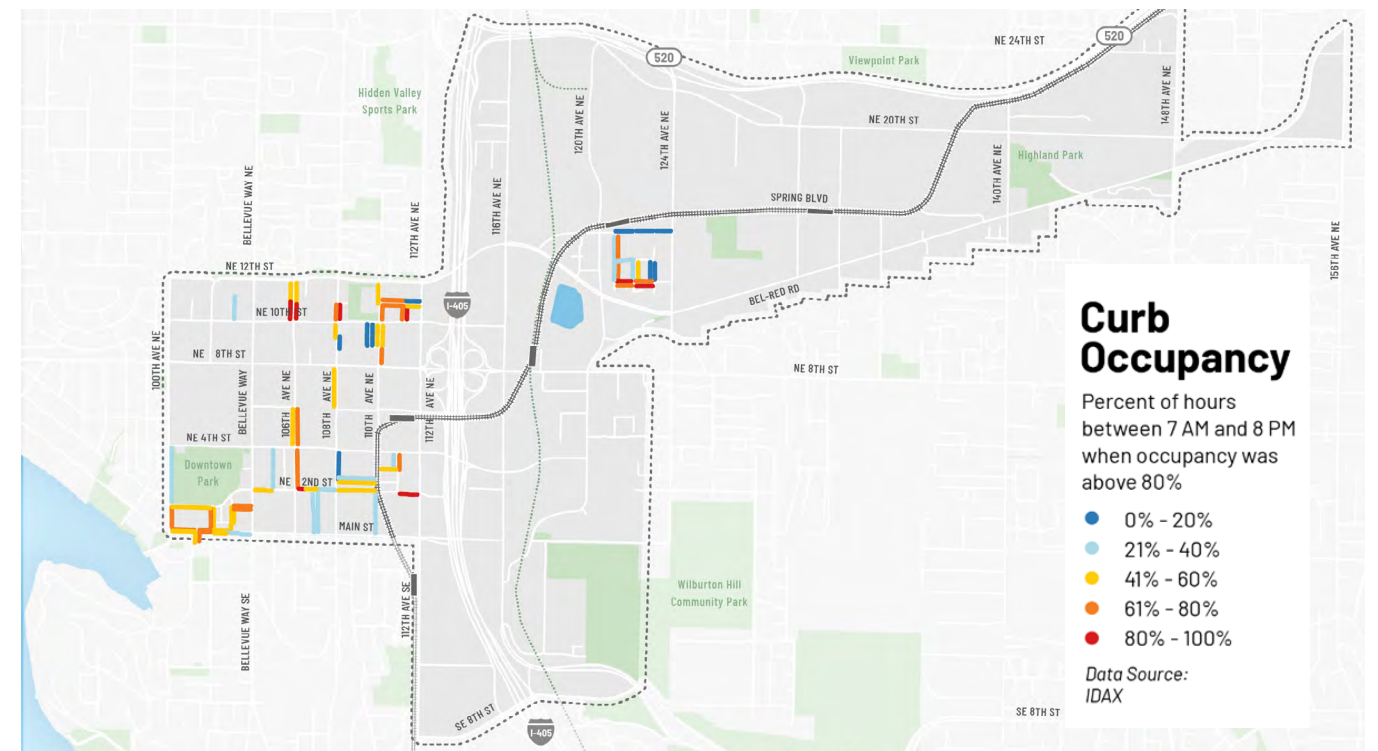 520
NE 24TH ST
520
Viewpoint Park
Hidden Valley
Sports Park
148TH AVE NE
120TH AVE NE
124TH AVE NE
NE 20TH ST
140TH AVE NE
Highland Park
BELLEVUE WAY NE
116TH AVE NE
112TH AVE NE
SPRING BLVD
156TH AVE NE
NE 12TH ST
BEL-RED RD
I-405
NE 10TH ST
100TH AVE NE
NE 8TH ST
NE 8TH ST
BELLEVUE WAY
106TH AVE NE
108TH AVE NE
110TH AVE NE
112TH AVE NE
NE 4TH ST
Downtown
Park
NE 2ND ST
MAIN ST
Wilburton Hill
Community Park
112TH AVE SE
BELLEVUE WAY SE
SE 8TH ST
I-405
SE 8TH ST
Curb
Occupancy
Percent of hours
between 7 AM and 8 PM
when occupancy was
above 80%
0% - 20%
21% - 40%
41% - 60%
61% - 80%
80% - 100%
Data Source:
IDAX